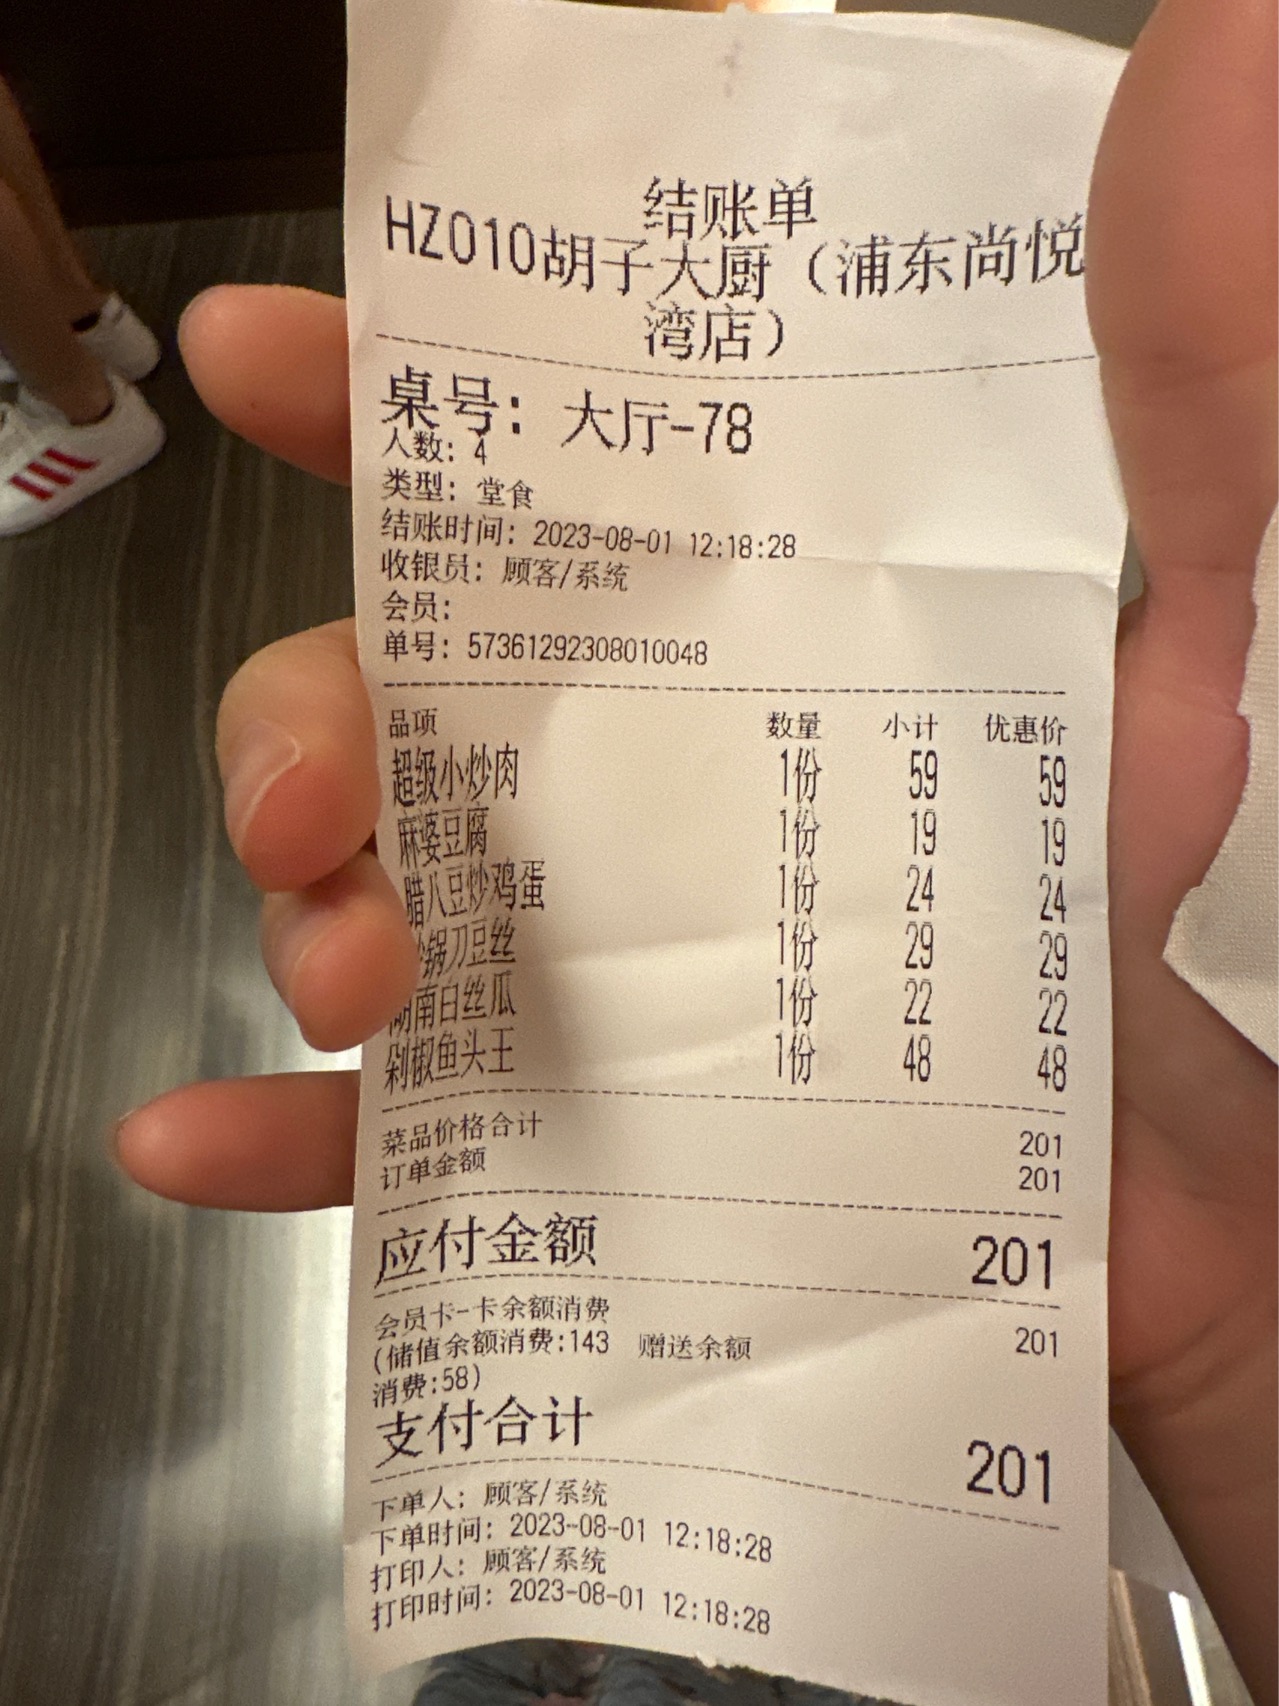 结账单
HZ010胡子大厨（浦东尚悦
湾店）
桌号：大厅-78
人数：4
类型：堂食
结账时间：2023-08-01 12:18:28
收银员：顾客/系统
会员：
单号：57361292308010048
品项 数量 小计 优惠价
超级小炒肉 1份 59 59
麻婆豆腐 1份 19 19
腊八豆炒鸡蛋 1份 24 24
锅刀豆丝 1份 29 29
湖南白丝瓜 1份 22 22
剁椒鱼头王 1份 48 48
菜品价格合计 201
订单金额 201
应付金额 201
会员卡-卡余额消费 201
(储值余额消费:143 赠送余额
消费:58)
支付合计 201
下单人：顾客/系统
下单时间：2023-08-01 12:18:28
打印人：顾客/系统
打印时间：2023-08-01 12:18:28